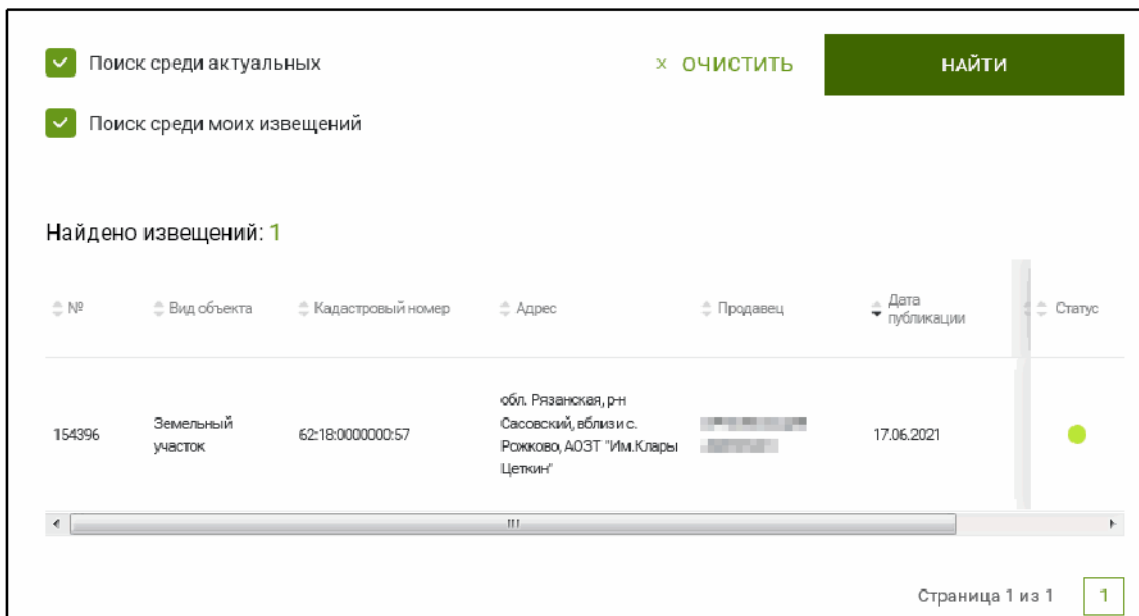 Поиск среди актуальных
× ОЧИСТИТЬ
НАЙТИ
Поиск среди моих извещений
Найдено извещений: 1
№
Вид объекта
Кадастровый номер
Адрес
Продавец
Дата
публикации
Статус
154396
Земельный
участок
62:18:0000000:57
обл. Рязанская, р-н
Сасовский, вблизи с.
Рожково, АОЗТ "Им.Клары
Цеткин"
17.06.2021
Страница 1 из 1
1